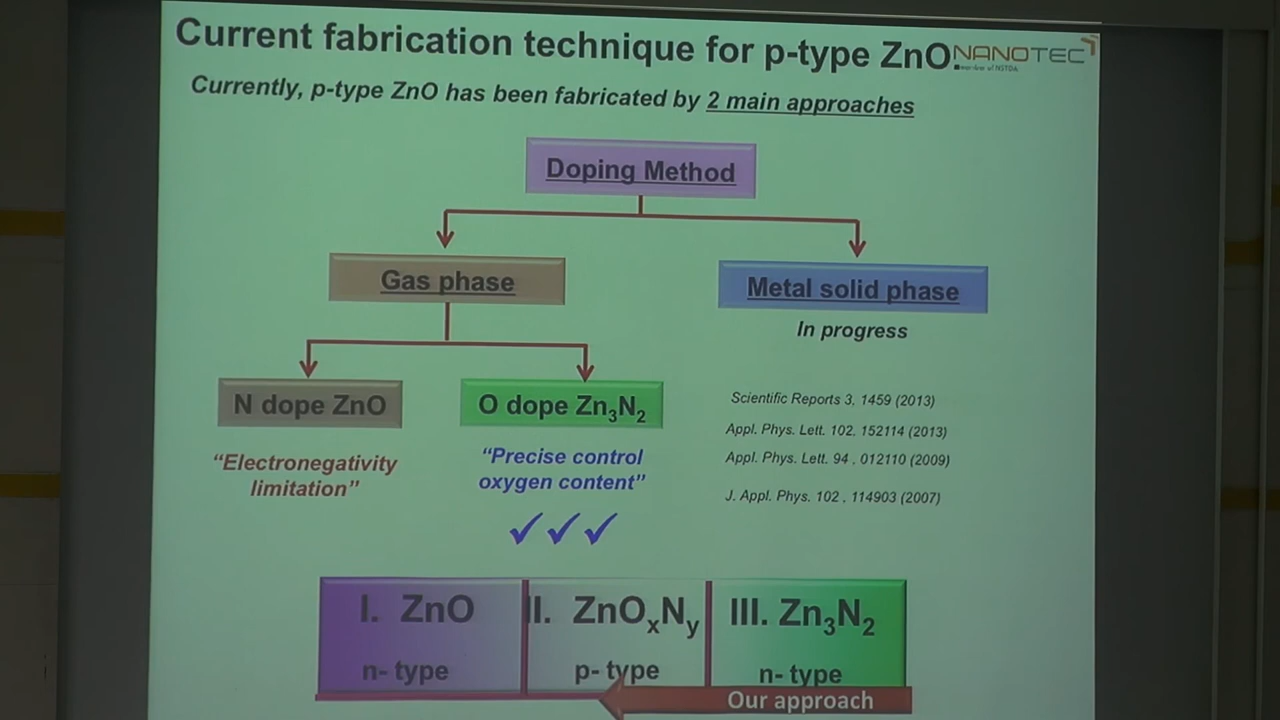 Current fabrication technique for p-type ZnO
NANOTEC
Currently, p-type ZnO has been fabricated by 2 main approaches
Doping Method
Gas phase
Metal solid phase
In progress
N dope ZnO
O dope Zn₃N₂
"Electronegativity
limitation"
"Precise control
oxygen content"
Scientific Reports 3, 1459 (2013)
Appl. Phys. Lett. 102, 152114 (2013)
Appl. Phys. Lett. 94 , 012110 (2009)
J. Appl. Phys. 102 , 114903 (2007)
I. ZnO
II. ZnOₓNᵧ
III. Zn₃N₂
n- type
p- type
n- type
Our approach